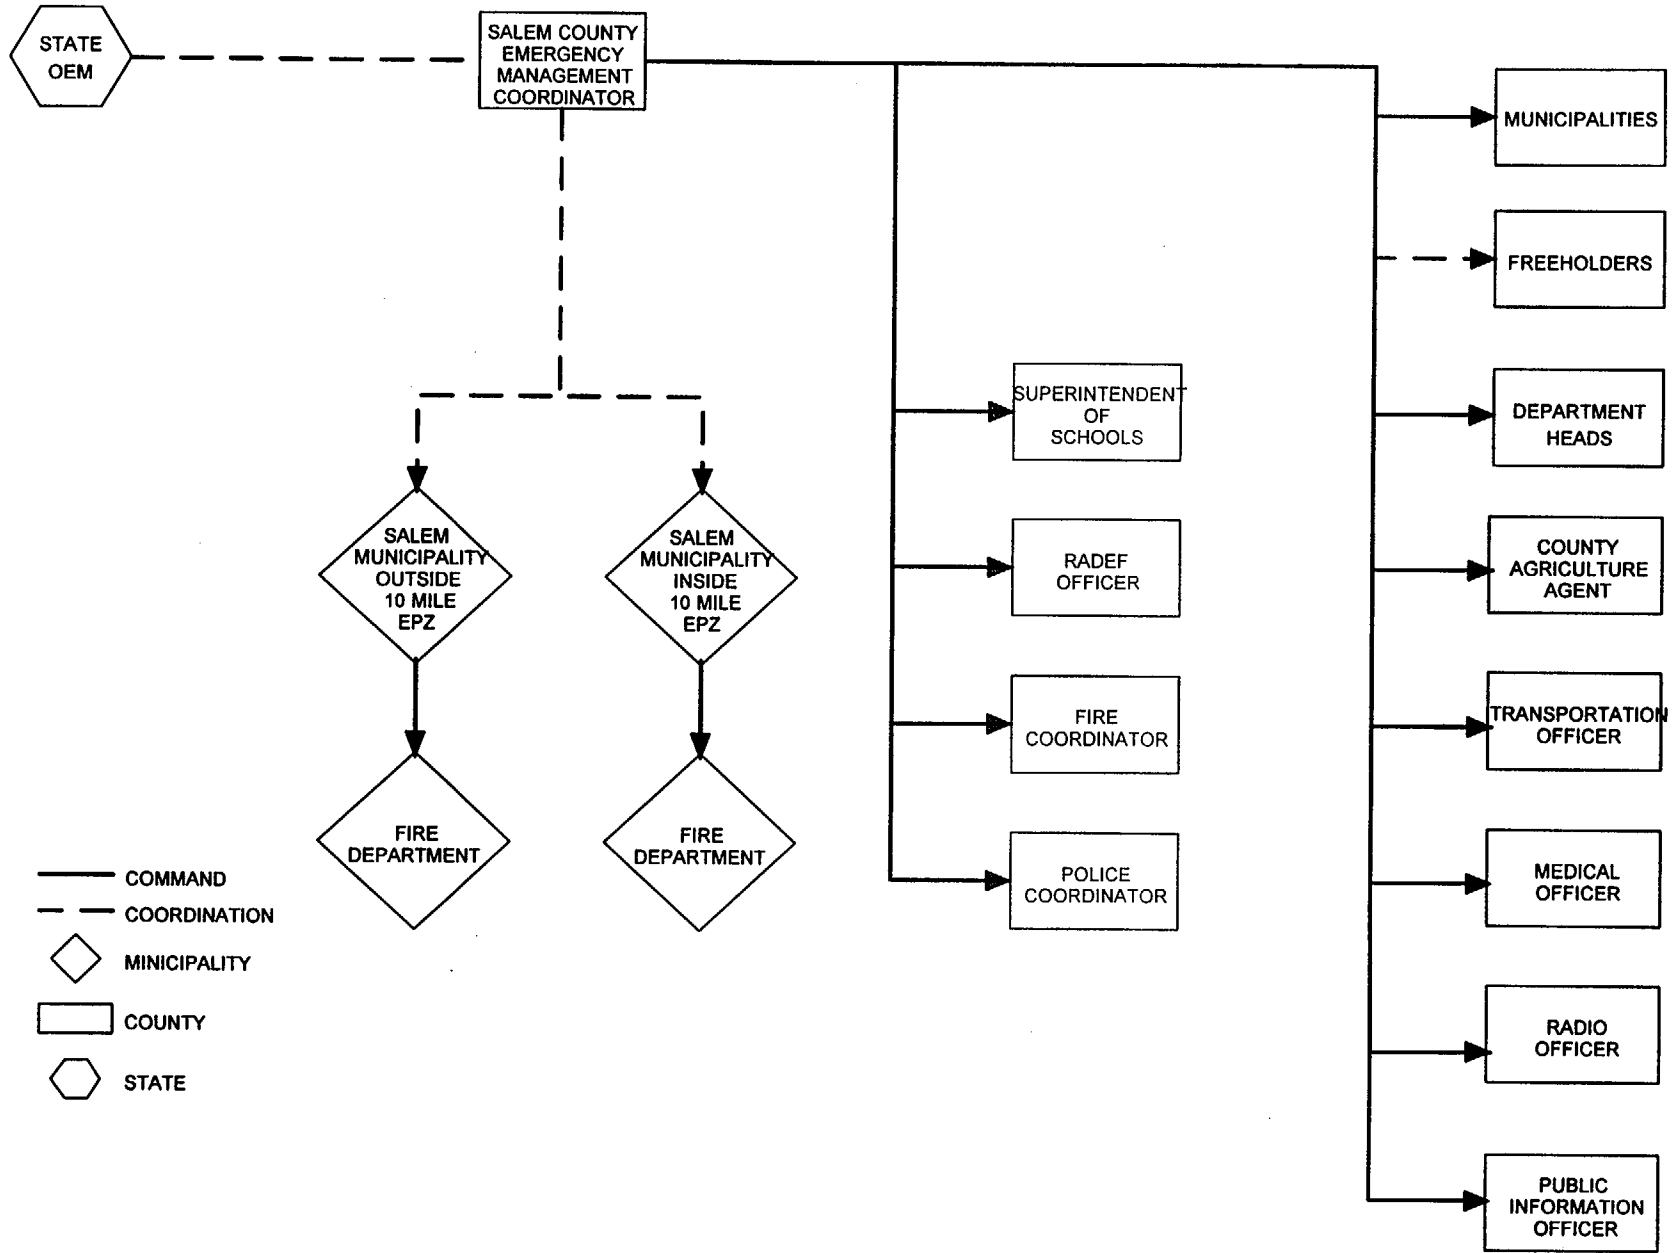 STATE
OEM
SALEM COUNTY
EMERGENCY
MANAGEMENT
COORDINATOR
MUNICIPALITIES
FREEHOLDERS
SUPERINTENDENT
OF
SCHOOLS
DEPARTMENT
HEADS
SALEM
MUNICIPALITY
OUTSIDE
10 MILE
EPZ
SALEM
MUNICIPALITY
INSIDE
10 MILE
EPZ
RADEF
OFFICER
COUNTY
AGRICULTURE
AGENT
FIRE
COORDINATOR
TRANSPORTATION
OFFICER
FIRE
DEPARTMENT
FIRE
DEPARTMENT
POLICE
COORDINATOR
MEDICAL
OFFICER
COMMAND
COORDINATION
MINICIPALITY
COUNTY
STATE
RADIO
OFFICER
PUBLIC
INFORMATION
OFFICER